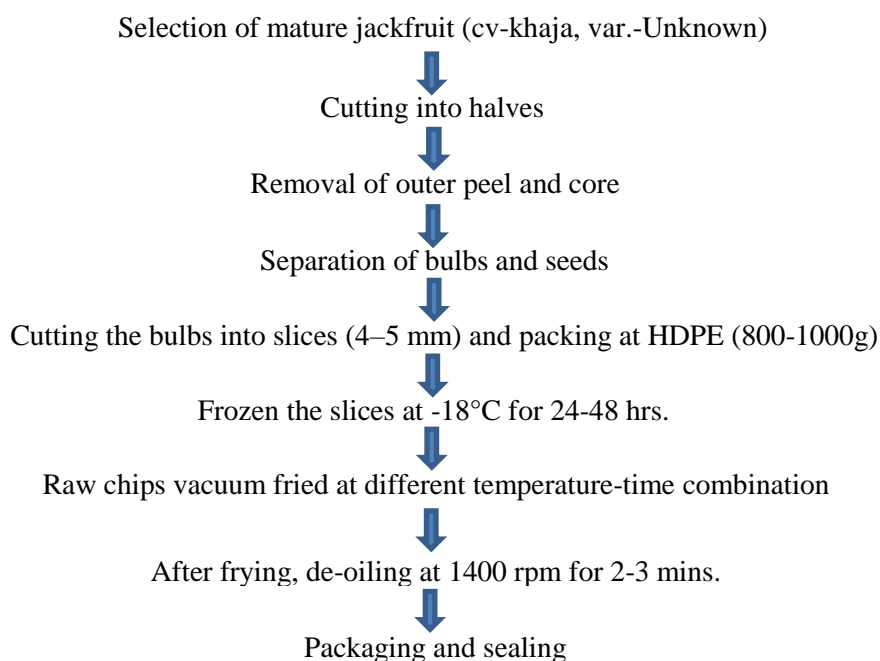 Selection of mature jackfruit (cv-khaja, var.-Unknown)
Cutting into halves
Removal of outer peel and core
Separation of bulbs and seeds
Cutting the bulbs into slices (4–5 mm) and packing at HDPE (800-1000g)
Frozen the slices at -18°C for 24-48 hrs.
Raw chips vacuum fried at different temperature-time combination
After frying, de-oiling at 1400 rpm for 2-3 mins.
Packaging and sealing